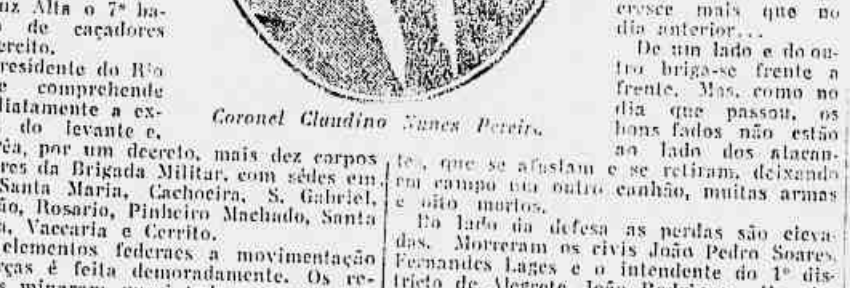 uz Alta o 7º ba-
de caçadores
ercito.
residente do Rio
e comprehende
diatamente a ex-
do levante e,
rêa, por um decreto, mais dez corpos
res da Brigada Militar, com sédes em
Santa Maria, Cachoeira, S. Gabriel,
ão, Rosario, Pinheiro Machado, Santa
a, Vaccaria e Cerrito.
elementos federaes a movimentação
rças é feita demoradamente. Os re-
Coronel Claudino Nunes Pereira.
cresce mais que no
dia anterior...
De um lado e do ou-
tro briga-se frente a
frente. Mas, como no
dia que passou, os
bons fados não estão
ao lado dos atacan-
tes, que se afastam e se retiram, deixando
em campo um outro canhão, muitas armas
e oito mortos.
Do lado da defesa as perdas são eleva-
das. Morreram os civis João Pedro Soares,
Fernandes Lages e o intendente do 1º dis-
tricto de Alegrete, João